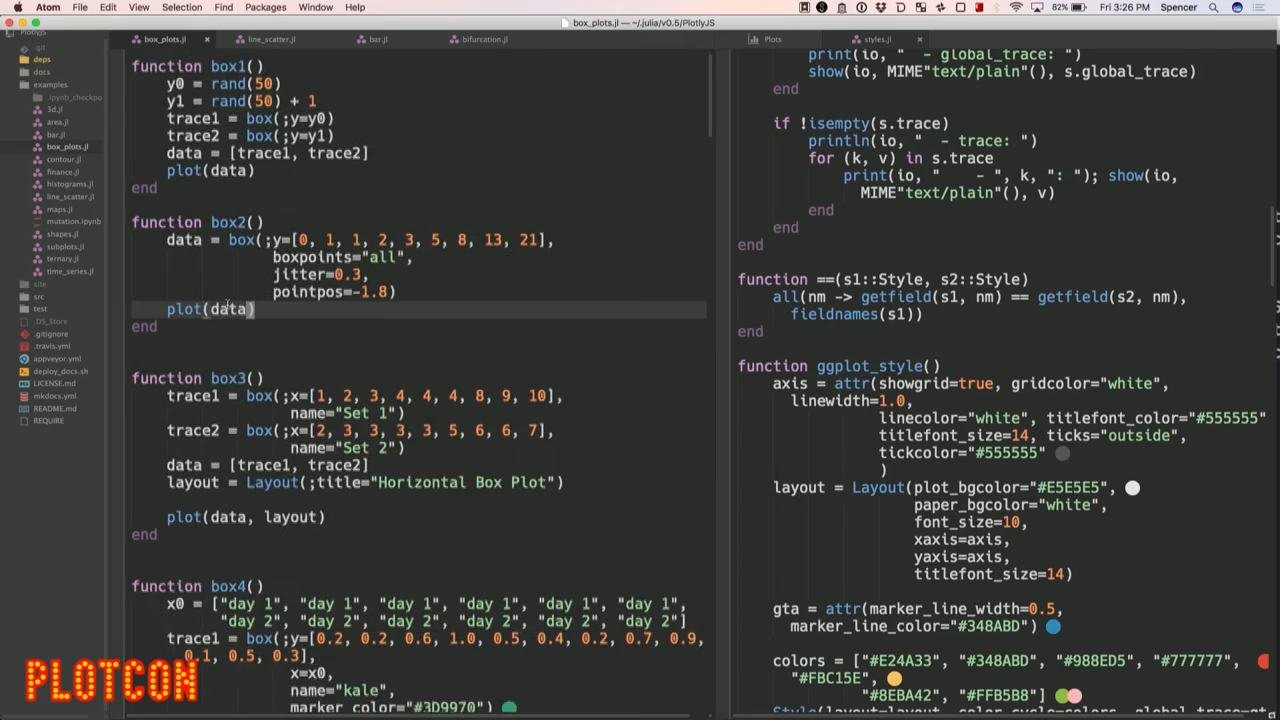 Atom File Edit View Selection Find Packages Window Help
82% Fri 3:26 PM Spencer
box_plots.jl — ~/.julia/v0.5/PlotlyJS
PlotlyJS
.git
deps
docs
examples
.ipynb_checkpo
3d.jl
area.jl
bar.jl
box_plots.jl
contour.jl
finance.jl
histograms.jl
line_scatter.jl
maps.jl
mutation.ipynb
shapes.jl
subplots.jl
ternary.jl
time_series.jl
site
src
test
.DS_Store
.gitignore
.travis.yml
appveyor.yml
deploy_docs.sh
LICENSE.md
mkdocs.yml
README.md
REQUIRE
box_plots.jl × line_scatter.jl bar.jl bifurcation.jl
function box1()
y0 = rand(50)
y1 = rand(50) + 1
trace1 = box(;y=y0)
trace2 = box(;y=y1)
data = [trace1, trace2]
plot(data)
end
function box2()
data = box(;y=[0, 1, 1, 2, 3, 5, 8, 13, 21],
boxpoints="all",
jitter=0.3,
pointpos=-1.8)
plot(data)
end
function box3()
trace1 = box(;x=[1, 2, 3, 4, 4, 4, 8, 9, 10],
name="Set 1")
trace2 = box(;x=[2, 3, 3, 3, 3, 5, 6, 6, 7],
name="Set 2")
data = [trace1, trace2]
layout = Layout(;title="Horizontal Box Plot")
plot(data, layout)
end
function box4()
x0 = ["day 1", "day 1", "day 1", "day 1", "day 1", "day 1",
"day 2", "day 2", "day 2", "day 2", "day 2", "day 2"]
trace1 = box(;y=[0.2, 0.2, 0.6, 1.0, 0.5, 0.4, 0.2, 0.7, 0.9,
0.1, 0.5, 0.3],
x=x0,
name="kale",
marker_color="#3D9970")
PLOTCON
Plots styles.jl ×
print(io, " - global_trace: ")
show(io, MIME"text/plain"(), s.global_trace)
end
if !isempty(s.trace)
println(io, " - trace: ")
for (k, v) in s.trace
print(io, " - ", k, ": "); show(io,
MIME"text/plain"(), v)
end
end
end
function ==(s1::Style, s2::Style)
all(nm -> getfield(s1, nm) == getfield(s2, nm),
fieldnames(s1))
end
function ggplot_style()
axis = attr(showgrid=true, gridcolor="white",
linewidth=1.0,
linecolor="white", titlefont_color="#555555"
titlefont_size=14, ticks="outside",
tickcolor="#555555"
)
layout = Layout(plot_bgcolor="#E5E5E5",
paper_bgcolor="white",
font_size=10,
xaxis=axis,
yaxis=axis,
titlefont_size=14)
gta = attr(marker_line_width=0.5,
marker_line_color="#348ABD")
colors = ["#E24A33", "#348ABD", "#988ED5", "#777777",
"#FBC15E",
"#8EBA42", "#FFB5B8"]